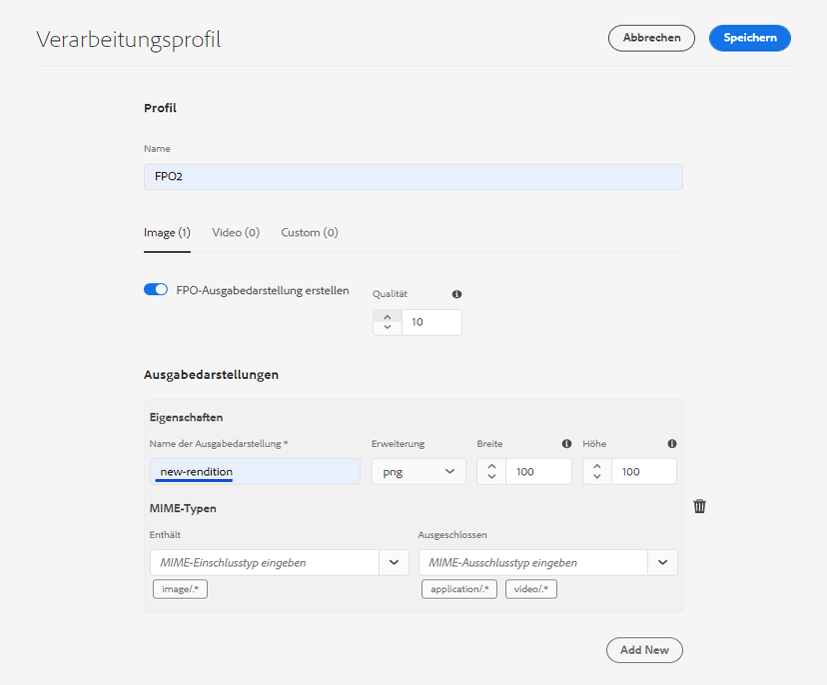 Verarbeitungsprofil
Abbrechen
Speichern
Profil
Name
FPO2
Image (1) Video (0) Custom (0)
FPO-Ausgabedarstellung erstellen
Qualität
10
Ausgabedarstellungen
Eigenschaften
Name der Ausgabedarstellung * Erweiterung Breite Höhe
new-rendition png 100 100
MIME-Typen
Enthält Ausgeschlossen
MIME-Einschlusstyp eingeben MIME-Ausschlusstyp eingeben
image/.* application/.* video/.*
Add New